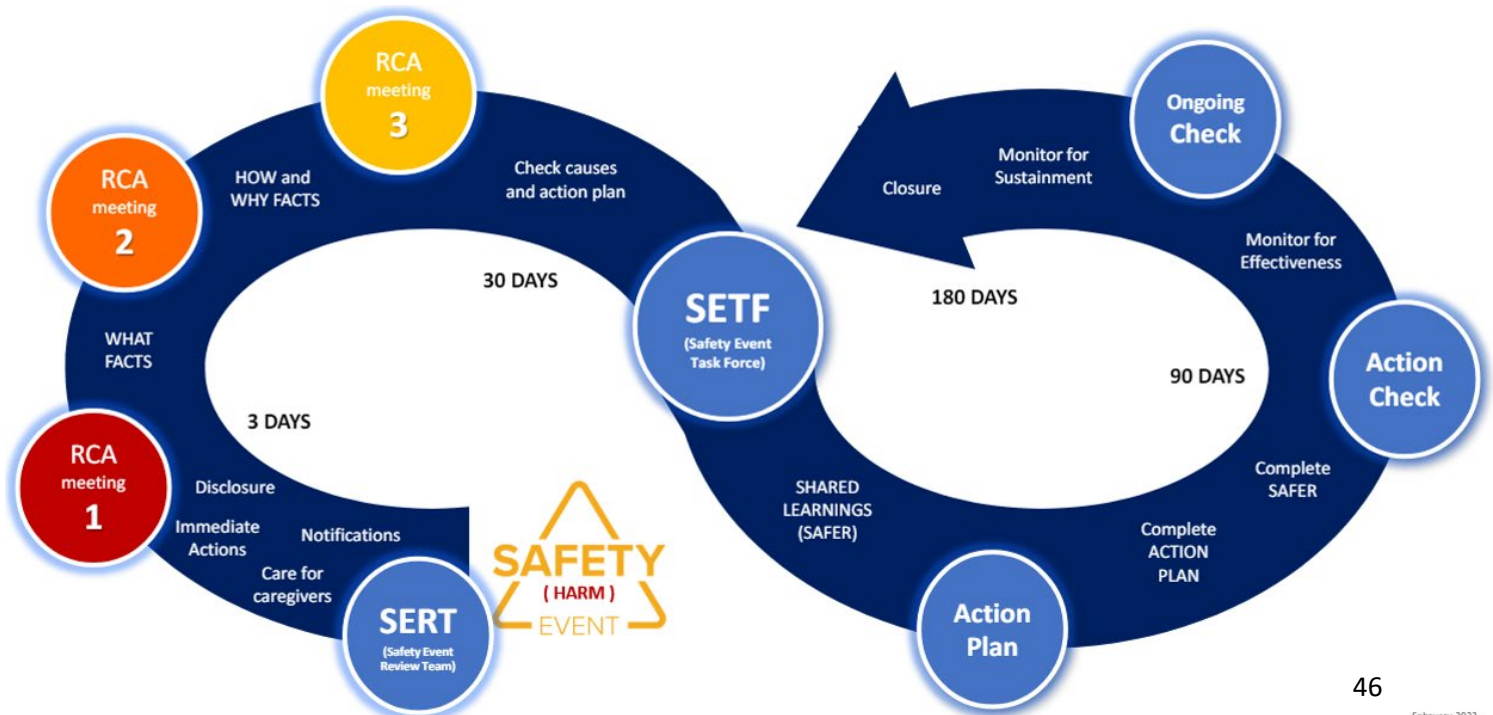 SAFETY
( HARM )
EVENT
SERT
(Safety Event
Review Team)
Notifications
Care for
caregivers
Immediate
Actions
Disclosure
3 DAYS
RCA
meeting
1
WHAT
FACTS
RCA
meeting
2
HOW and
WHY FACTS
RCA
meeting
3
Check causes
and action plan
30 DAYS
SETF
(Safety Event
Task Force)
SHARED
LEARNINGS
(SAFER)
Action
Plan
Complete
ACTION
PLAN
Complete
SAFER
90 DAYS
Action
Check
Monitor for
Effectiveness
180 DAYS
Ongoing
Check
Monitor for
Sustainment
Closure
46
February